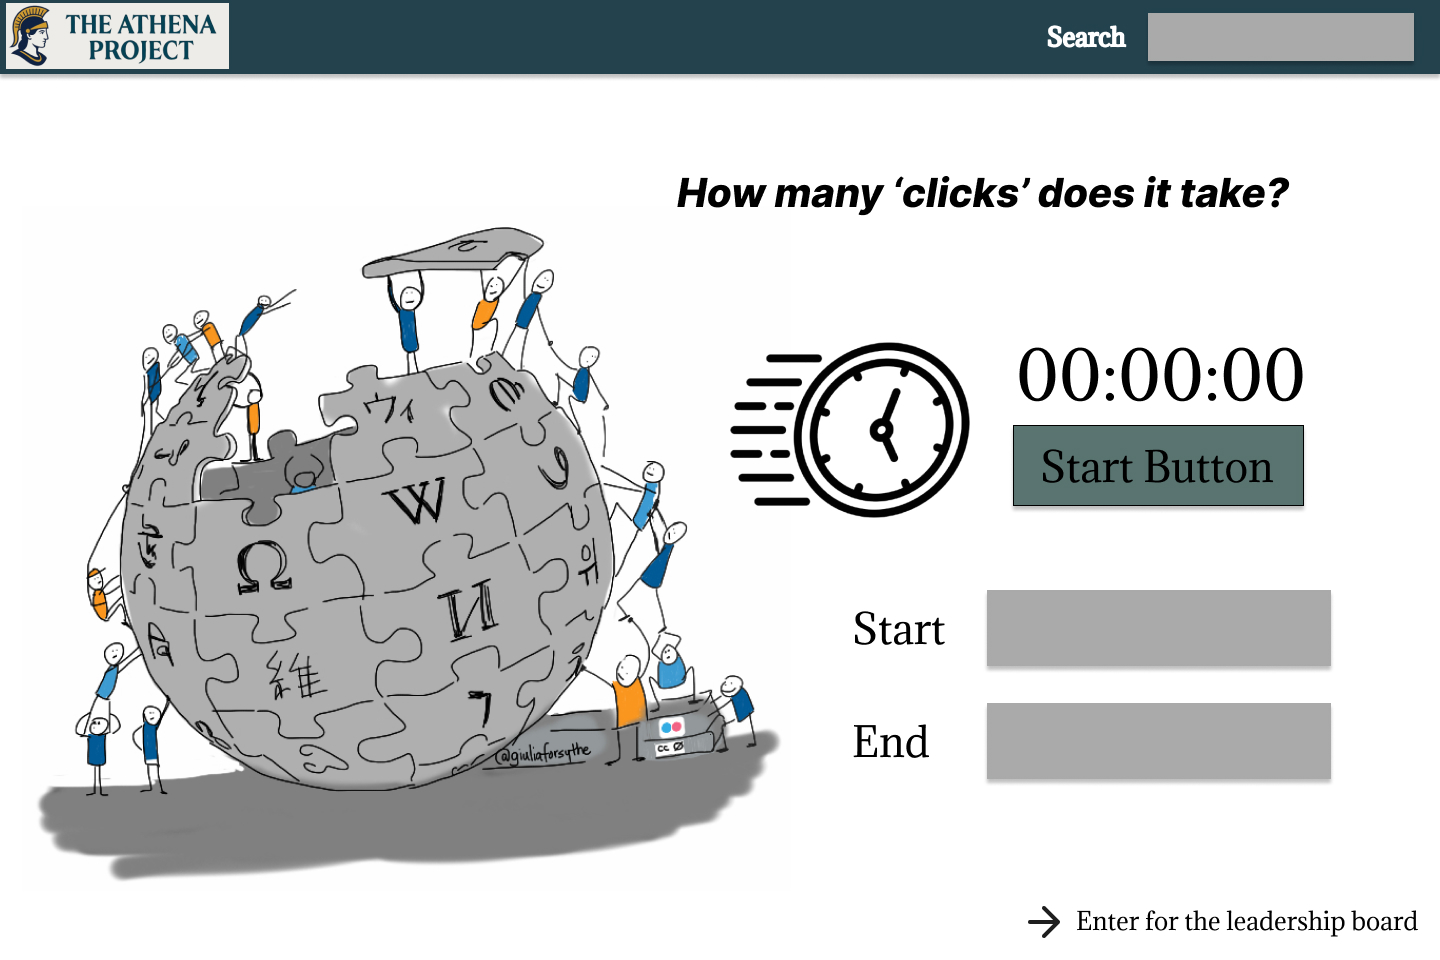 THE ATHENA
PROJECT
Search
How many ‘clicks’ does it take?
00:00:00
Start Button
Start
End
ウィ
W
Ω
И
維
@giuliaforsythe
cc
Enter for the leadership board